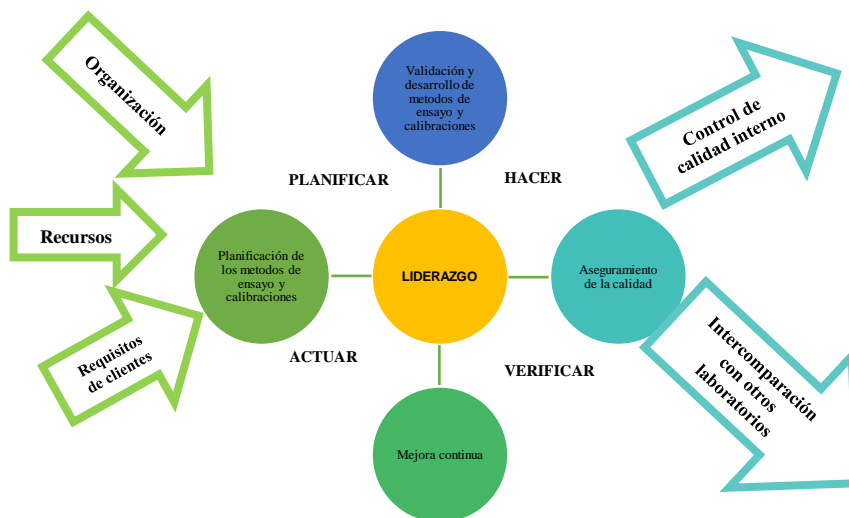 Organización
Recursos
Requisitos
de clientes
PLANIFICAR
HACER
ACTUAR
VERIFICAR
Validación y
desarrollo de
metodos de
ensayo y
calibraciones
Planificación de
los metodos de
ensayo y
calibraciones
LIDERAZGO
Aseguramiento
de la calidad
Mejora continua
Control de
calidad interno
Intercomparación
con otros
laboratorios